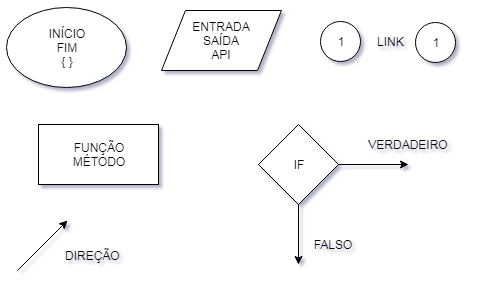 INÍCIO
FIM
{ }
ENTRADA
SAÍDA
API
1
LINK
1
FUNÇÃO
MÉTODO
IF
VERDADEIRO
FALSO
DIREÇÃO